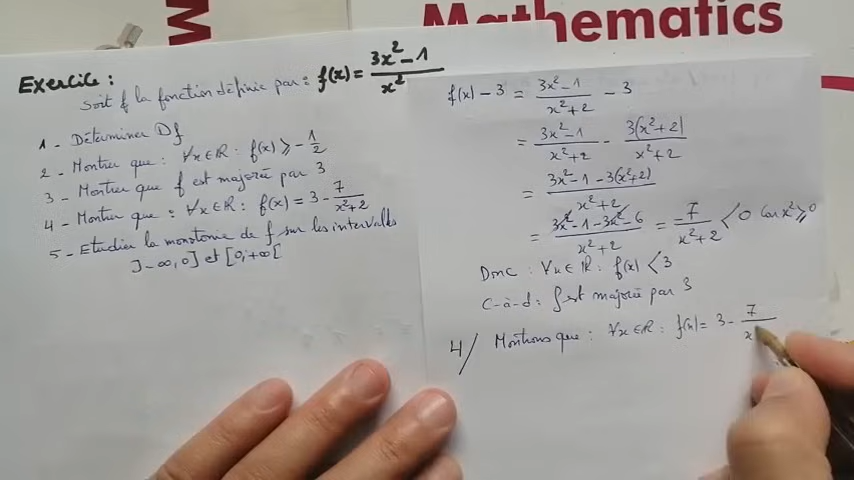 Mathematics
M
Exercice :
soit f la fonction définie par : f(x) = (3x² - 1) / x²
1 - Déterminer Df
2 - Montrer que : ∀x∈ℝ : f(x) ≥ - 1/2
3 - Montrer que f est majorée par 3
4 - Montrer que : ∀x∈ℝ : f(x) = 3 - 7/(x²+2)
5 - Etudier la monotonie de f sur les intervalles
]-∞,0] et [0,+∞[
f(x) - 3 = (3x²-1)/(x²+2) - 3
= (3x²-1)/(x²+2) - 3(x²+2)/(x²+2)
= (3x²-1-3(x²+2))/(x²+2)
= (3x²-1-3x²-6)/(x²+2) = -7/(x²+2) < 0 Car x²≥0
Donc : ∀x∈ℝ : f(x) < 3
C-à-d : f est majorée par 3
4/ Montrons que : ∀x∈ℝ : f(x) = 3 - 7/x